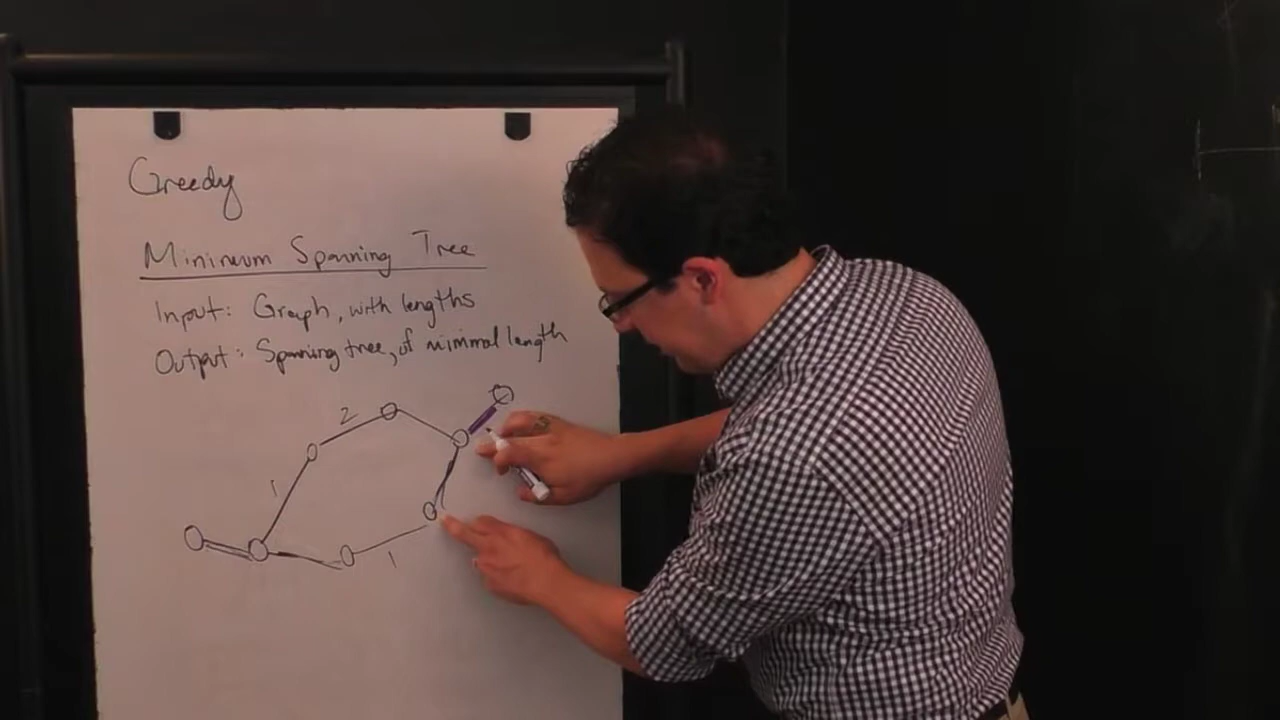 Greedy
Minimum Spanning Tree
Input: Graph, with lengths
Output: Spanning tree, of minimal length
2
1
1